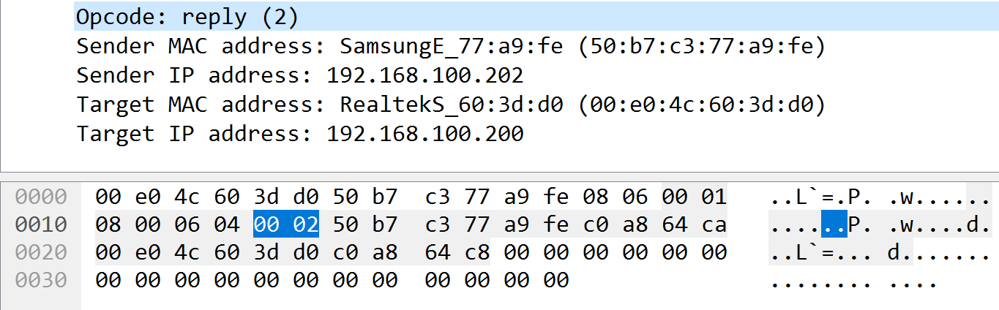 Opcode: reply (2)
Sender MAC address: SamsungE_77:a9:fe (50:b7:c3:77:a9:fe)
Sender IP address: 192.168.100.202
Target MAC address: RealtekS_60:3d:d0 (00:e0:4c:60:3d:d0)
Target IP address: 192.168.100.200
0000 00 e0 4c 60 3d d0 50 b7 c3 77 a9 fe 08 06 00 01 ..L`=.P. .w......
0010 08 00 06 04 00 02 50 b7 c3 77 a9 fe c0 a8 64 ca ......P. .w....d.
0020 00 e0 4c 60 3d d0 c0 a8 64 c8 00 00 00 00 00 00 ..L`=... d.......
0030 00 00 00 00 00 00 00 00 00 00 00 00 ........ ....